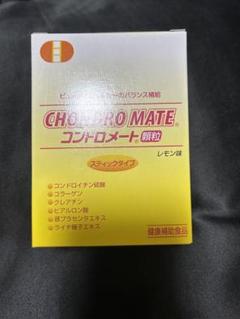 CHONDRO MATE®
コンドロメート® 顆粒
レモン味
スティックタイプ
●コンドロイチン硫酸
●コラーゲン
●クレアチン
●ヒアルロン酸
●豚プラセンタエキス
●ライチ種子エキス
健康補助食品